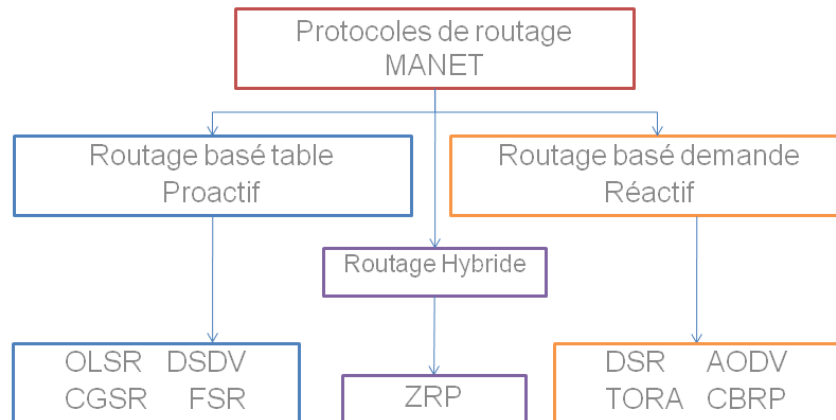 Protocoles de routage
MANET
Routage basé table
Proactif
Routage basé demande
Réactif
Routage Hybride
OLSR DSDV
CGSR FSR
ZRP
DSR AODV
TORA CBRP